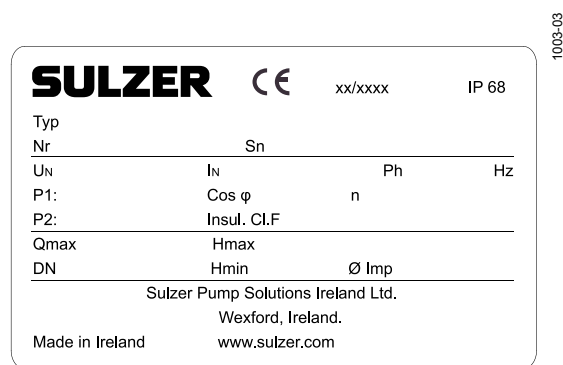 1003-03
SULZER CE xx/xxxx IP 68
Typ
Nr Sn
UN IN Ph Hz
P1: Cos φ n
P2: Insul. Cl.F
Qmax Hmax
DN Hmin Ø Imp
Sulzer Pump Solutions Ireland Ltd.
Wexford, Ireland.
Made in Ireland www.sulzer.com